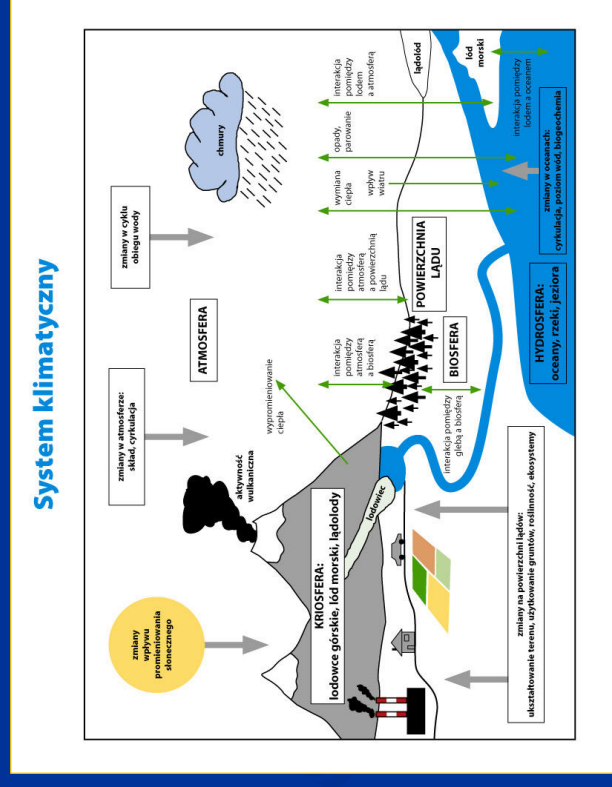 System klimatyczny
zmiany
wpływu
promieniowania
słonecznego
zmiany w atmosferze:
skład, cyrkulacja
zmiany w cyklu
obiegu wody
chmury
aktywność
wulkaniczna
ATMOSFERA
wypromieniowanie
ciepła
interakcja
pomiędzy
atmosferą
a biosferą
interakcja
pomiędzy
atmosferą
a powierzchnią
lądu
wymiana
ciepła
wpływ
wiatru
opady,
parowanie
interakcja
pomiędzy
lodem
a atmosferą
lądolód
lód
morski
KRIOSFERA:
lodowce górskie, lód morski, lądolody
lodowiec
BIOSFERA
POWIERZCHNIA
LĄDU
interakcja pomiędzy
glebą a biosferą
interakcja pomiędzy
lodem a oceanem
zmiany w oceanach:
cyrkulacja, poziom wód, biogeochemia
HYDROSFERA:
oceany, rzeki, jeziora
zmiany na powierzchni lądów:
ukształtowanie terenu, użytkowanie gruntów, roślinność, ekosystemy